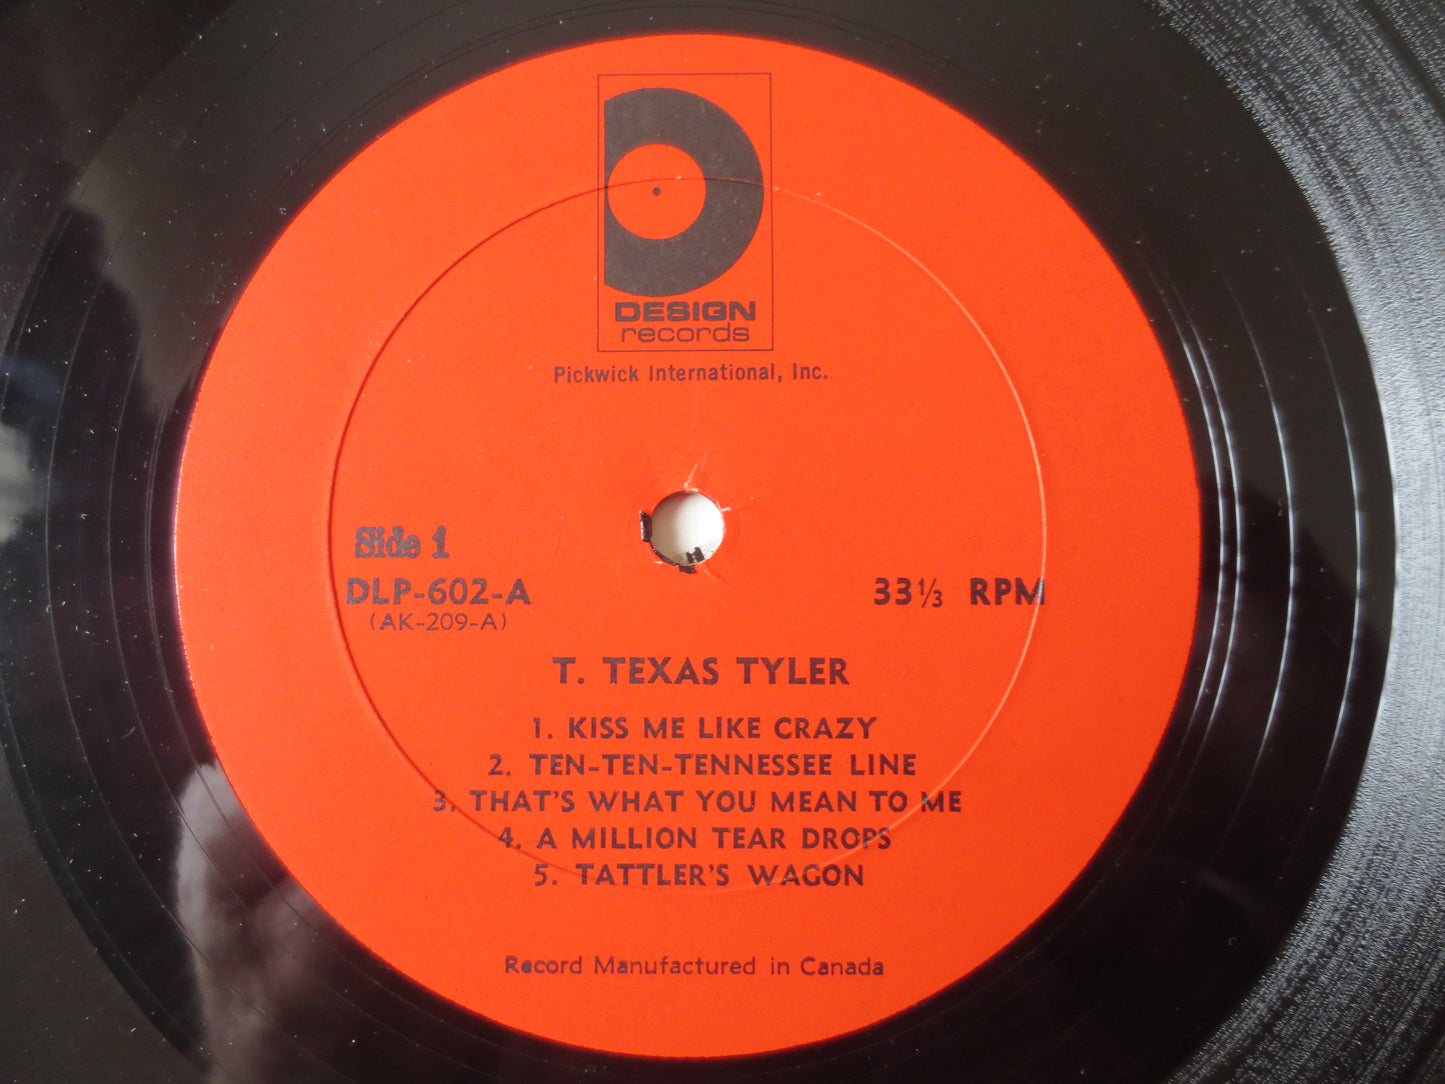 DESIGN
records
Pickwick International, Inc.
Side 1
DLP-602-A
(AK-209-A)
33⅓ RPM
T. TEXAS TYLER
1. KISS ME LIKE CRAZY
2. TEN-TEN-TENNESSEE LINE
3. THAT'S WHAT YOU MEAN TO ME
4. A MILLION TEAR DROPS
5. TATTLER'S WAGON
Record Manufactured in Canada